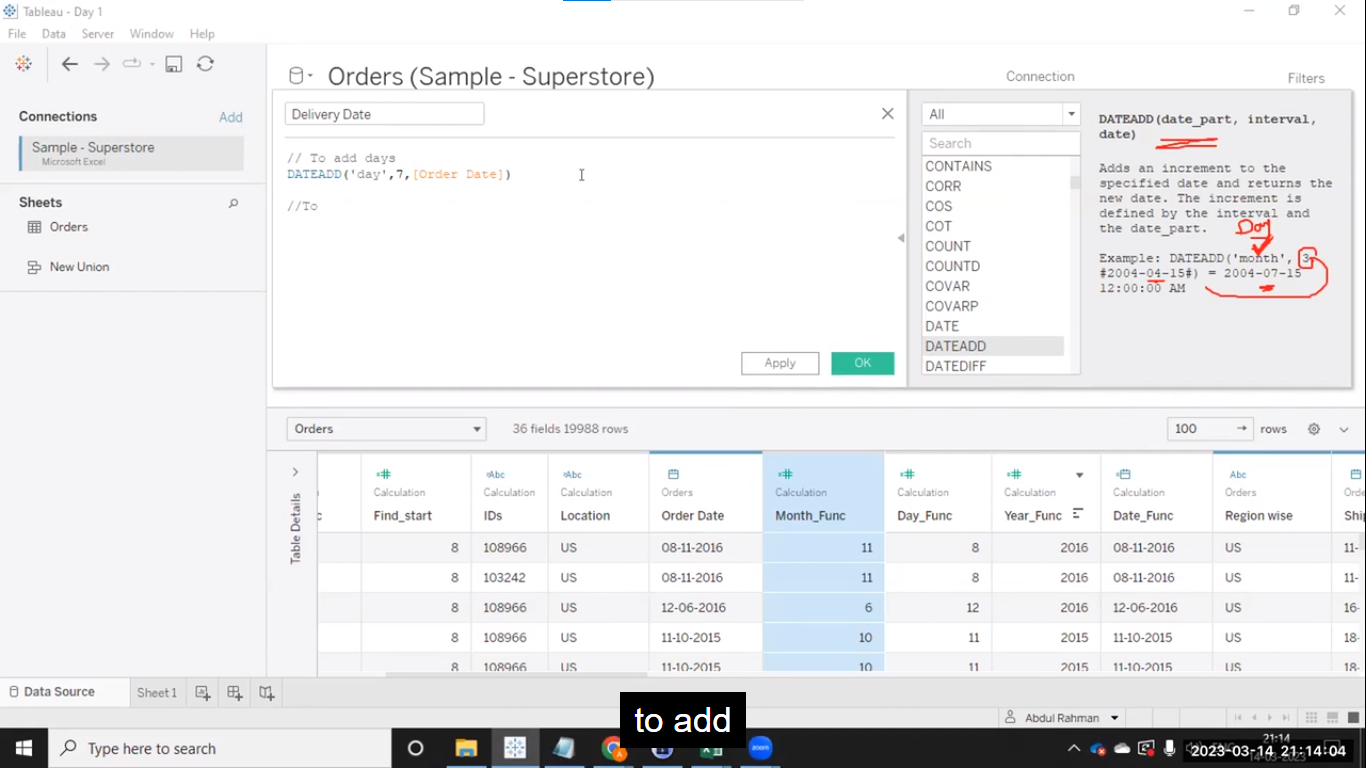 Tableau - Day 1
File Data Server Window Help
Connections Add
Sample - Superstore
Microsoft Excel
Sheets
Orders
New Union
Orders (Sample - Superstore)
Connection
Filters
Delivery Date
// To add days
DATEADD('day',7,[Order Date])
//To
Apply
OK
All
Search
CONTAINS
CORR
COS
COT
COUNT
COUNTD
COVAR
COVARP
DATE
DATEADD
DATEDIFF
DATEADD(date_part, interval,
date)
Adds an increment to the
specified date and returns the
new date. The increment is
defined by the interval and
the date_part.
Day
Example: DATEADD('month', 3
#2004-04-15#) = 2004-07-15
12:00:00 AM
Orders
36 fields 19988 rows
100 → rows
Table Details
Abc Abc Abc
Calculation Calculation Calculation Orders Calculation Calculation Calculation Calculation Orders
c Find_start IDs Location Order Date Month_Func Day_Func Year_Func Date_Func Region wise
8 108966 US 08-11-2016 11 8 2016 08-11-2016 US 11-
8 103242 US 08-11-2016 11 8 2016 08-11-2016 US 11-
8 108966 US 12-06-2016 6 12 2016 12-06-2016 US 16-
8 108966 US 11-10-2015 10 11 2015 11-10-2015 US 18-
8 108966 US 11-10-2015 10 11 2015 11-10-2015 US 18-
Data Source Sheet 1
to add
Abdul Rahman
Type here to search
zoom
21:14
2023-03-14 21:14:04
14-03-2023